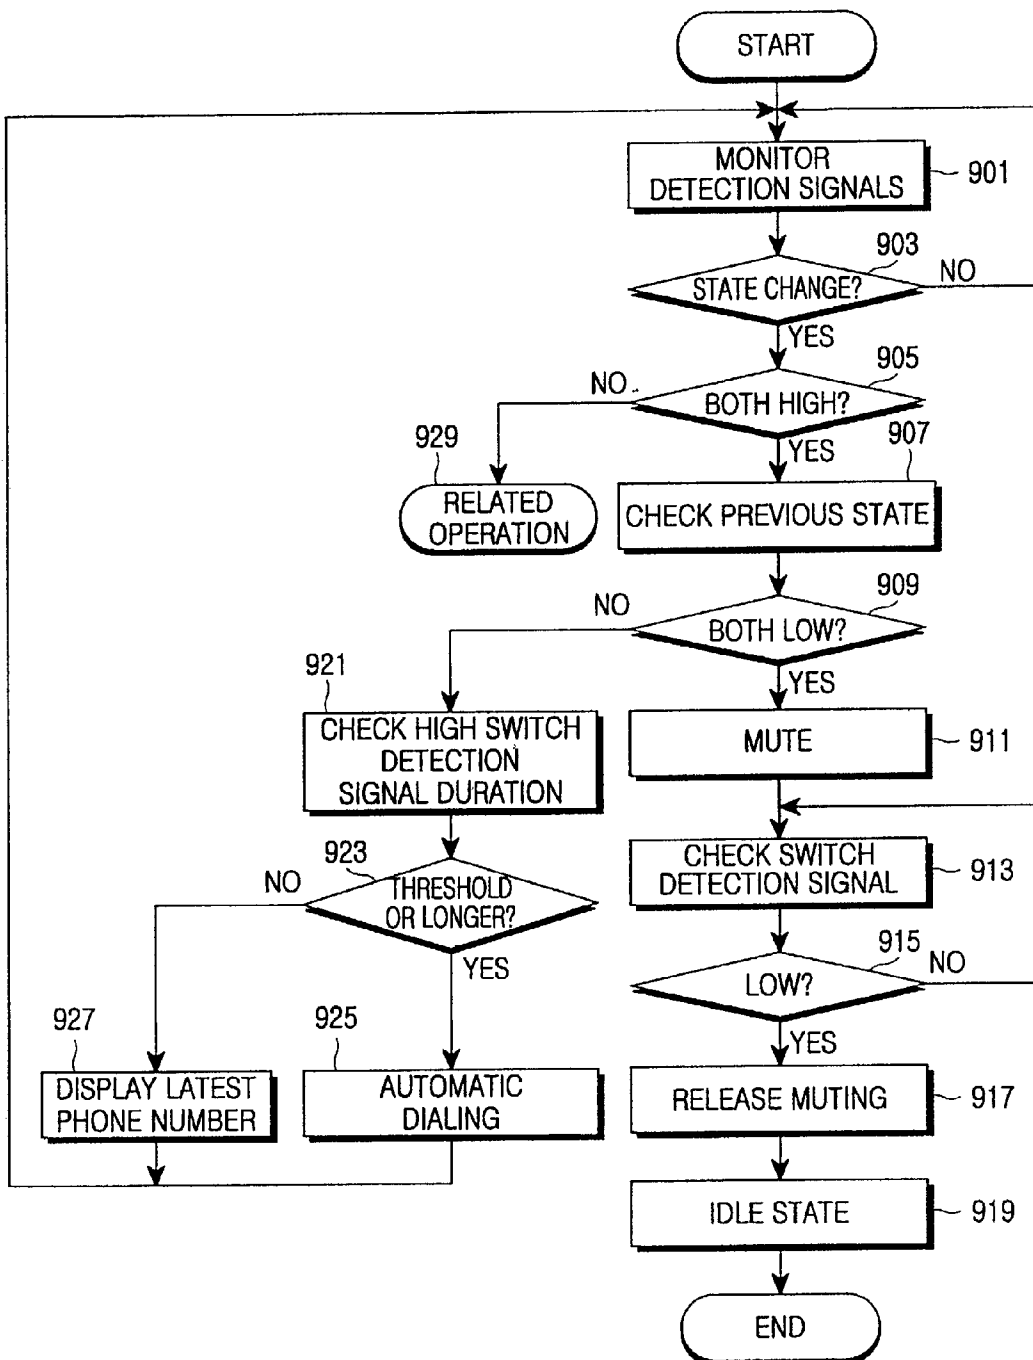 START
MONITOR
DETECTION SIGNALS
901
903
STATE CHANGE?
NO
YES
905
NO
BOTH HIGH?
YES
907
929
RELATED
OPERATION
CHECK PREVIOUS STATE
909
NO
BOTH LOW?
YES
921
CHECK HIGH SWITCH
DETECTION
SIGNAL DURATION
MUTE
911
923
NO
THRESHOLD
OR LONGER?
YES
CHECK SWITCH
DETECTION SIGNAL
913
915
LOW?
NO
YES
927
DISPLAY LATEST
PHONE NUMBER
925
AUTOMATIC
DIALING
RELEASE MUTING
917
IDLE STATE
919
END